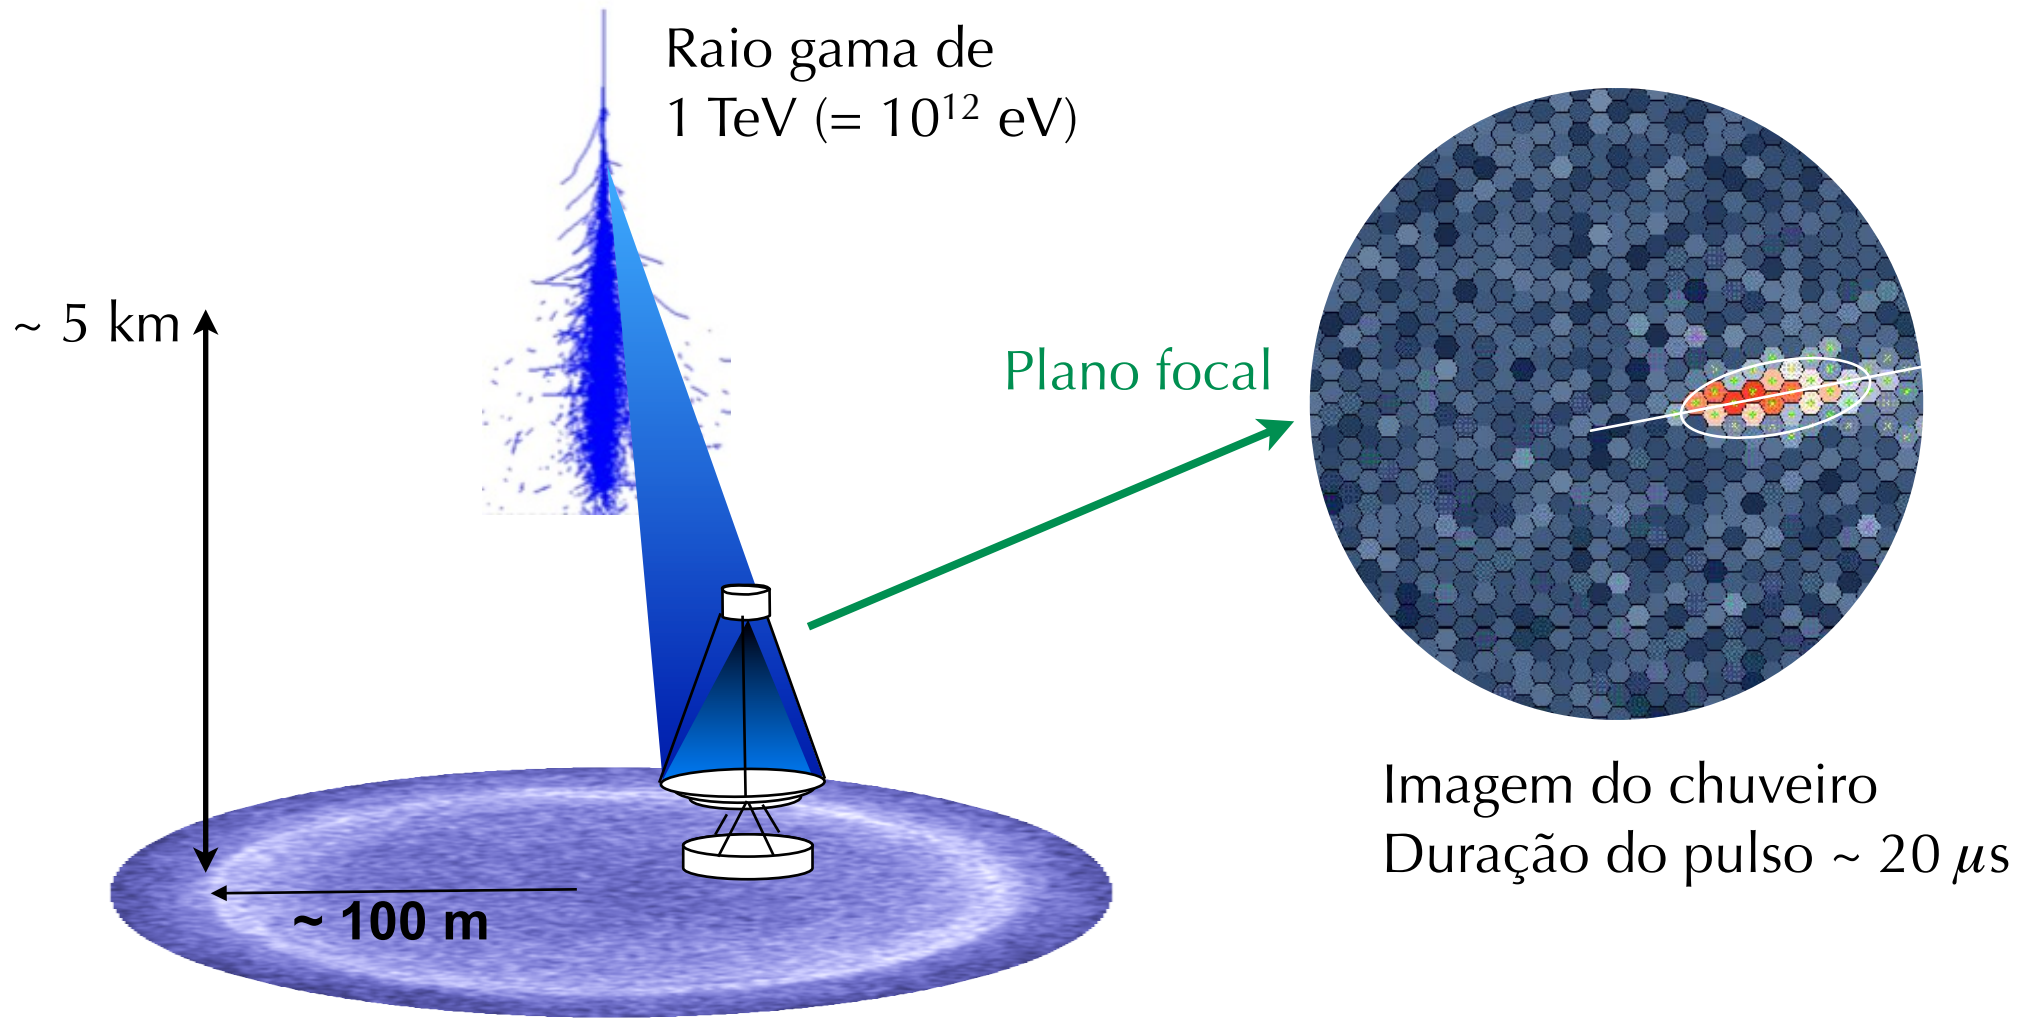 Raio gama de
1 TeV (= 10¹² eV)
~ 5 km
Plano focal
~ 100 m
Imagem do chuveiro
Duração do pulso ~ 20 μs